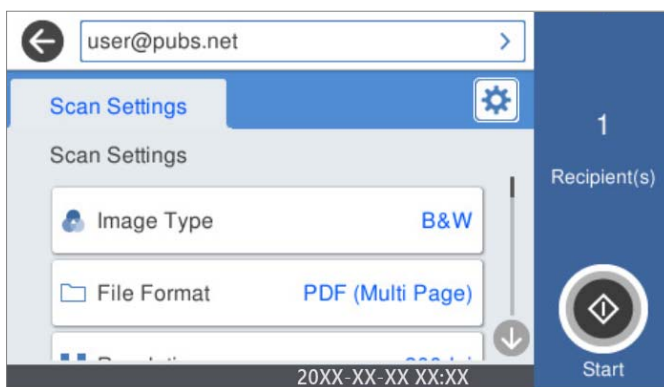 user@pubs.net
Scan Settings
Scan Settings
1
Recipient(s)
Image Type B&W
File Format PDF (Multi Page)
Start
20XX-XX-XX XX:XX